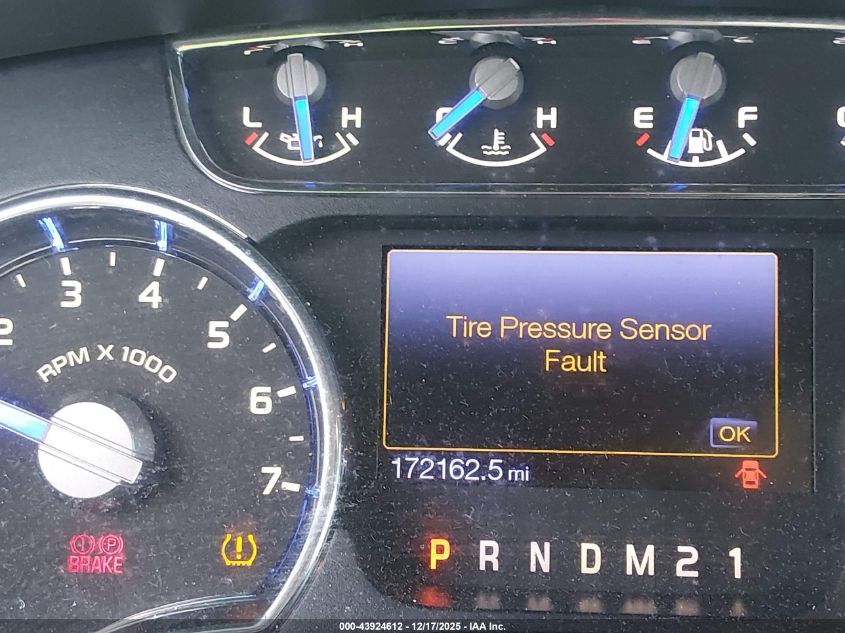 L H
C H
E F
2 3 4 5 6 7
RPM X 1000
Tire Pressure Sensor
Fault
OK
172162.5 mi
BRAKE
P R N D M 2 1
000-43924612 - 12/17/2025 - IAA Inc.